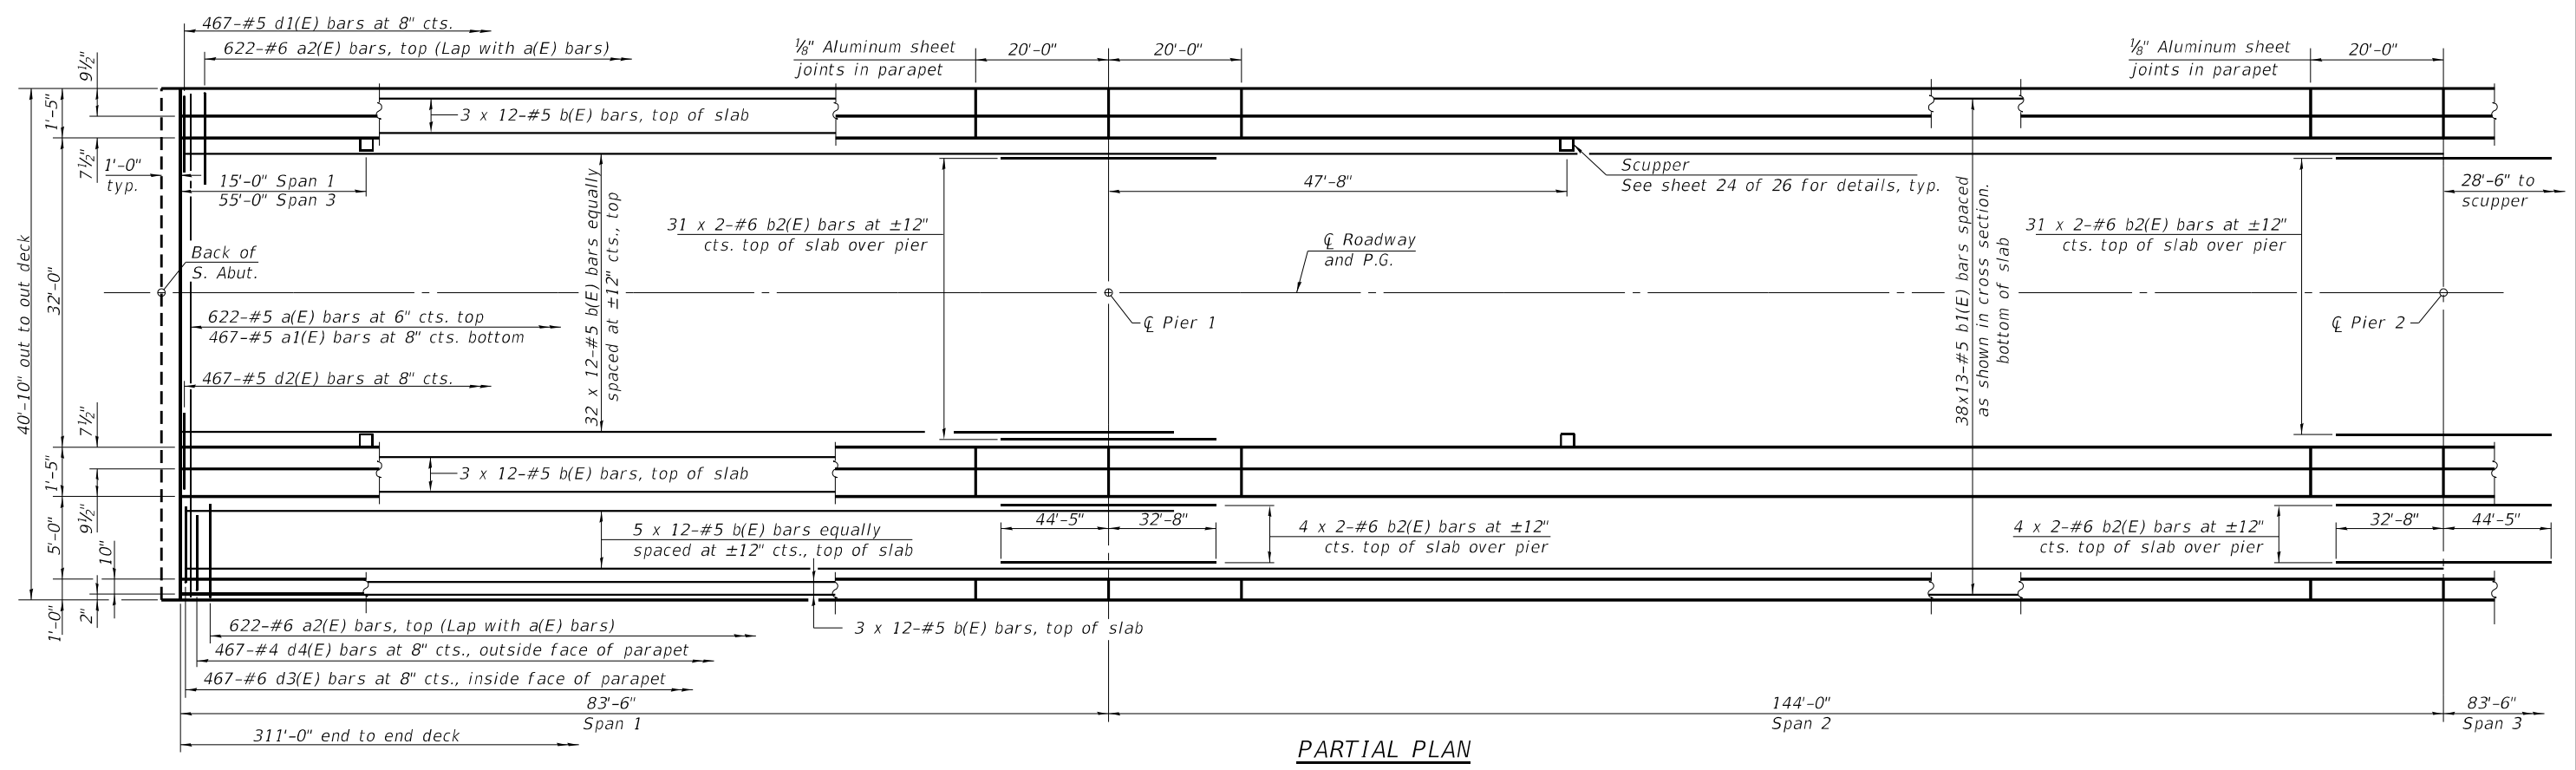 467-#5 d1(E) bars at 8" cts.
622-#6 a2(E) bars, top (Lap with a(E) bars)
⅛" Aluminum sheet
joints in parapet
20'-0"
20'-0"
⅛" Aluminum sheet
joints in parapet
20'-0"
9½"
1'-5"
7½"
3 x 12-#5 b(E) bars, top of slab
1'-0"
typ.
15'-0" Span 1
55'-0" Span 3
47'-8"
Scupper
See sheet 24 of 26 for details, typ.
28'-6" to
scupper
31 x 2-#6 b2(E) bars at ±12"
cts. top of slab over pier
31 x 2-#6 b2(E) bars at ±12"
cts. top of slab over pier
32 x 12-#5 b(E) bars equally
spaced at ±12" cts., top
38x13-#5 b1(E) bars spaced
as shown in cross section.
bottom of slab
40'-10" out to out deck
32'-0"
Back of
S. Abut.
℄ Roadway
and P.G.
℄ Pier 1
℄ Pier 2
622-#5 a(E) bars at 6" cts. top
467-#5 a1(E) bars at 8" cts. bottom
467-#5 d2(E) bars at 8" cts.
7½"
1'-5"
9½"
3 x 12-#5 b(E) bars, top of slab
5'-0"
10"
5 x 12-#5 b(E) bars equally
spaced at ±12" cts., top of slab
44'-5"
32'-8"
4 x 2-#6 b2(E) bars at ±12"
cts. top of slab over pier
4 x 2-#6 b2(E) bars at ±12"
cts. top of slab over pier
32'-8"
44'-5"
1'-0"
2"
622-#6 a2(E) bars, top (Lap with a(E) bars)
3 x 12-#5 b(E) bars, top of slab
467-#4 d4(E) bars at 8" cts., outside face of parapet
467-#6 d3(E) bars at 8" cts., inside face of parapet
83'-6"
Span 1
144'-0"
Span 2
83'-6"
Span 3
311'-0" end to end deck
PARTIAL PLAN